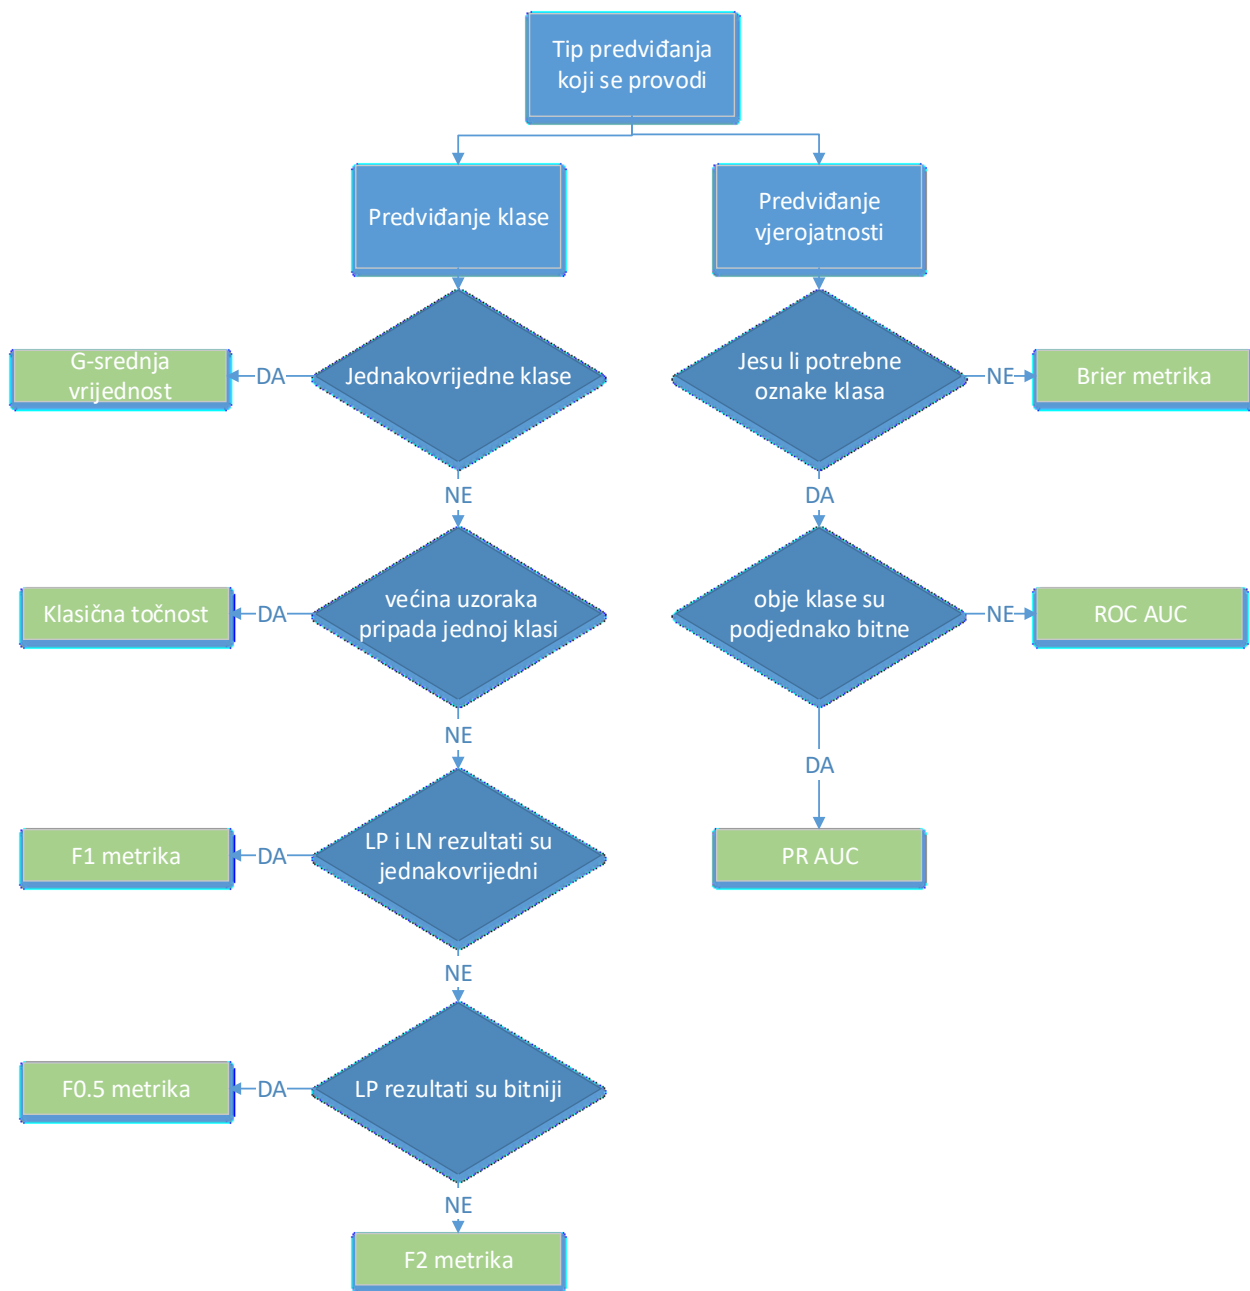 Tip predviđanja
koji se provodi
Predviđanje klase
Predviđanje
vjerojatnosti
G-srednja
vrijednost
DA
Jednakovrijedne klase
Jesu li potrebne
oznake klasa
NE
Brier metrika
NE
DA
Klasična točnost
DA
većina uzoraka
pripada jednoj klasi
obje klase su
podjednako bitne
NE
ROC AUC
NE
DA
F1 metrika
DA
LP i LN rezultati su
jednakovrijedni
PR AUC
NE
F0.5 metrika
DA
LP rezultati su bitniji
NE
F2 metrika